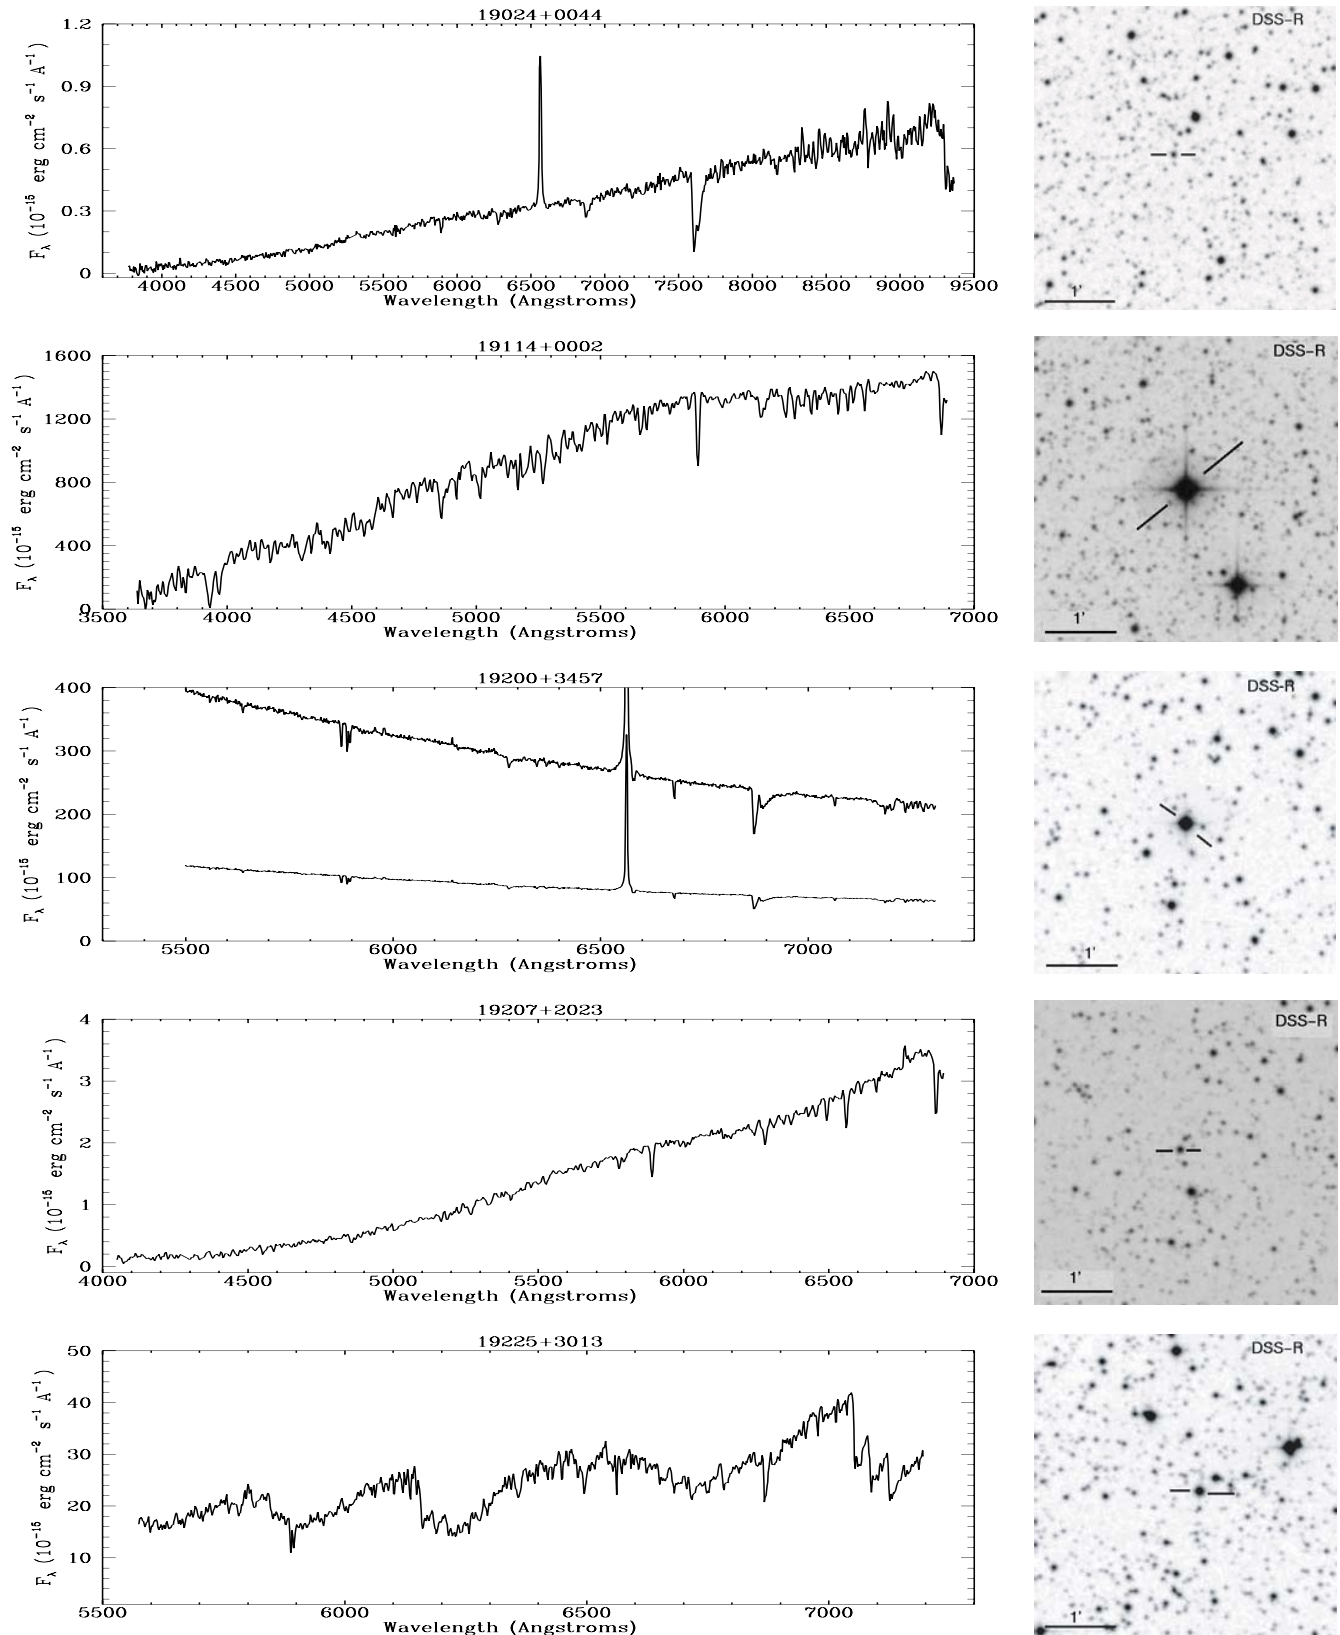 19024+0044
DSS-R
1.2
0.9
0.6
0.3
0
F_λ (10⁻¹⁵ erg cm⁻² s⁻¹ A⁻¹)
4000 4500 5000 5500 6000 6500 7000 7500 8000 8500 9000 9500
Wavelength (Angstroms)
1'
19114+0002
DSS-R
1600
1200
800
400
0
F_λ (10⁻¹⁵ erg cm⁻² s⁻¹ A⁻¹)
3500 4000 4500 5000 5500 6000 6500 7000
Wavelength (Angstroms)
1'
19200+3457
DSS-R
400
300
200
100
0
F_λ (10⁻¹⁵ erg cm⁻² s⁻¹ A⁻¹)
5500 6000 6500 7000
Wavelength (Angstroms)
1'
19207+2023
DSS-R
4
3
2
1
0
F_λ (10⁻¹⁵ erg cm⁻² s⁻¹ A⁻¹)
4000 4500 5000 5500 6000 6500 7000
Wavelength (Angstroms)
1'
19225+3013
DSS-R
50
40
30
20
10
F_λ (10⁻¹⁵ erg cm⁻² s⁻¹ A⁻¹)
5500 6000 6500 7000
Wavelength (Angstroms)
1'